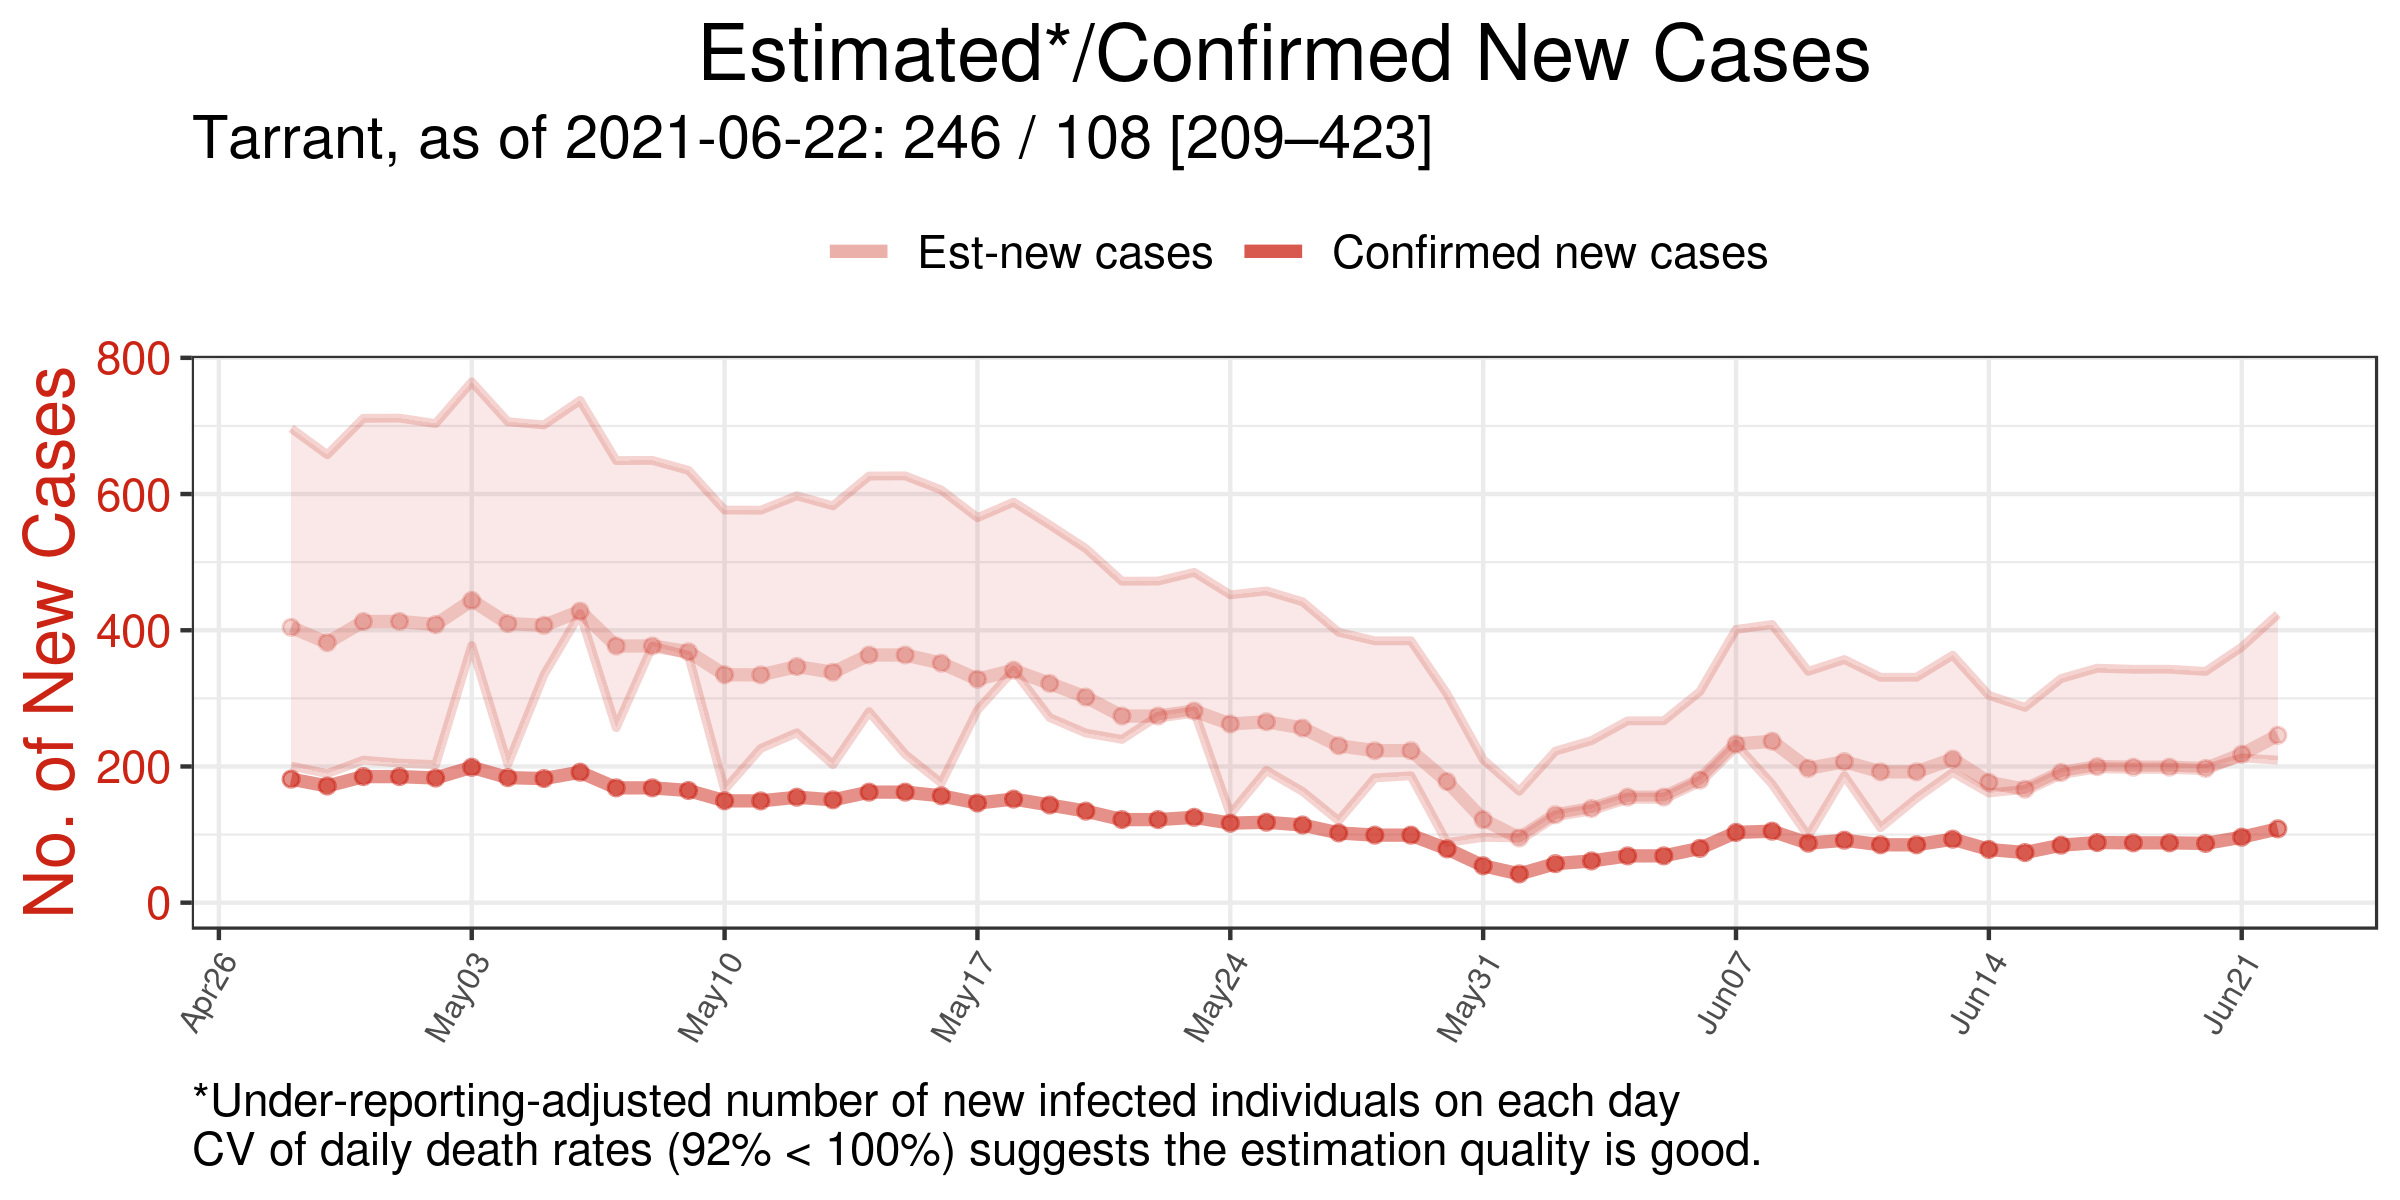 Estimated*/Confirmed New Cases
Tarrant, as of 2021-06-22: 246 / 108 [209–423]
Est-new cases Confirmed new cases
No. of New Cases
800
600
400
200
0
Apr26 May03 May10 May17 May24 May31 Jun07 Jun14 Jun21
*Under-reporting-adjusted number of new infected individuals on each day
CV of daily death rates (92% < 100%) suggests the estimation quality is good.